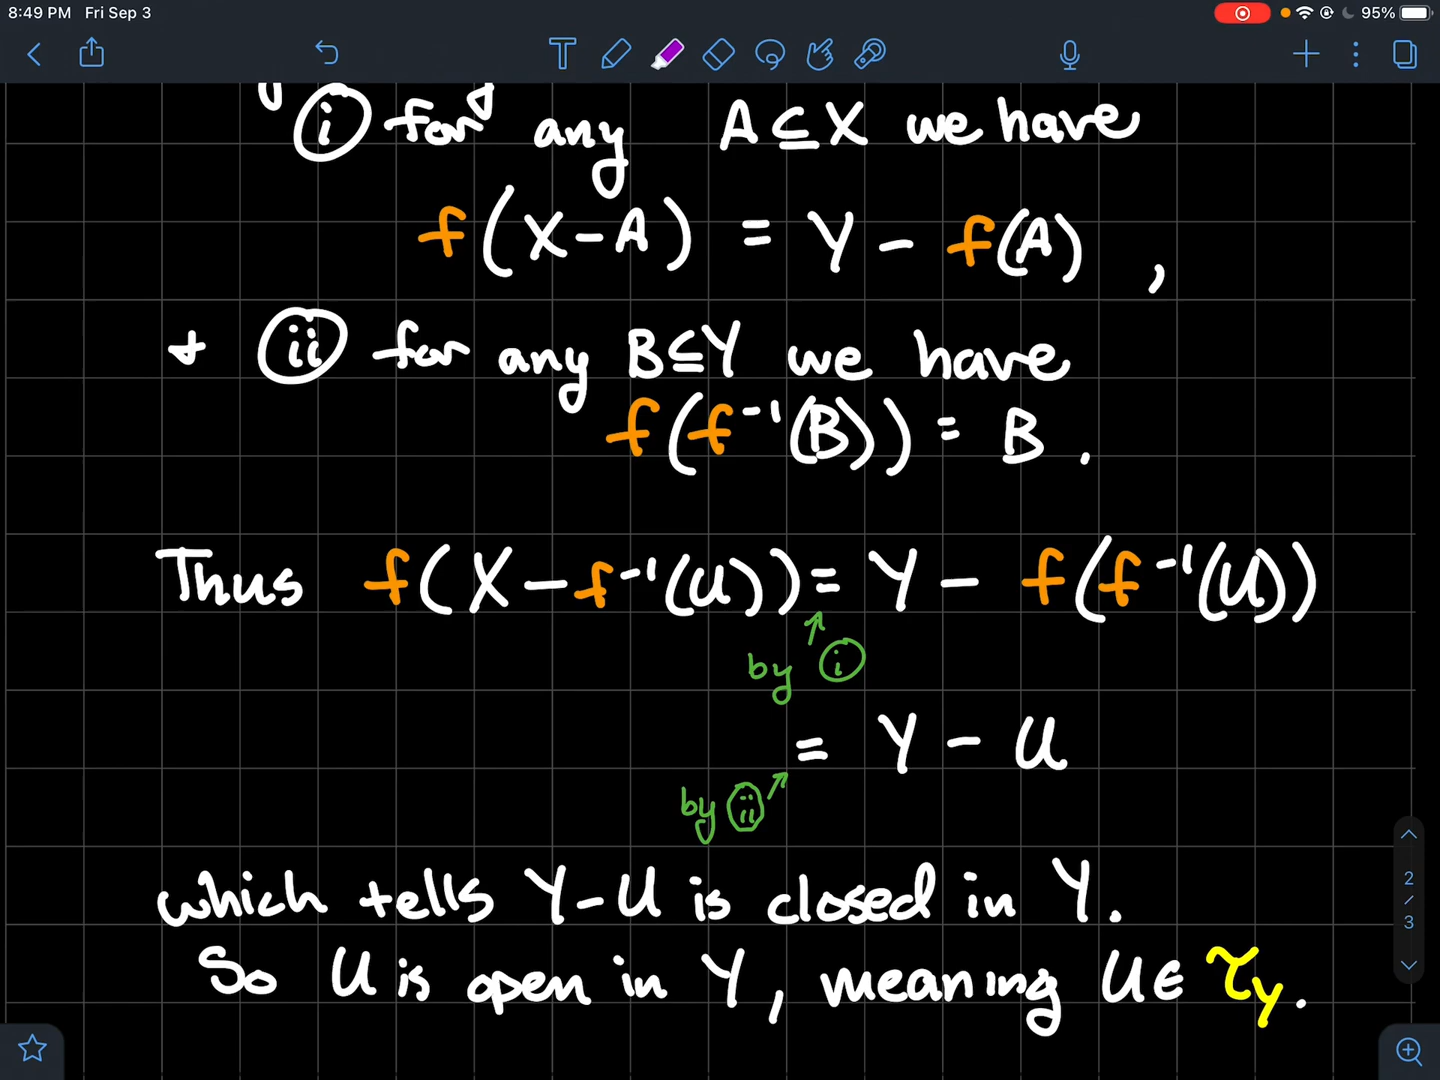 8:49 PM Fri Sep 3 95%
(i) for any A⊆X we have
f(X-A) = Y - f(A) ,
+ (ii) for any B⊆Y we have
f(f⁻¹(B)) = B .
Thus f(X-f⁻¹(U)) = Y - f(f⁻¹(U))
by (i)
= Y - U
by (ii)
which tells Y-U is closed in Y.
So U is open in Y, meaning U∈ τ_Y.
2
/
3